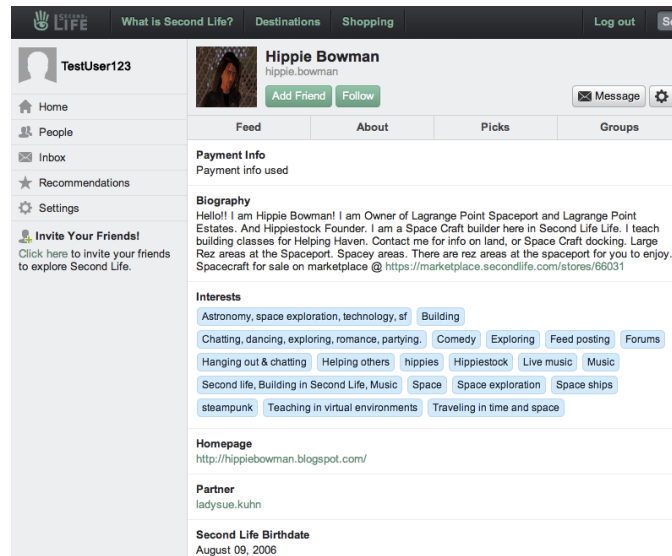 SECOND LIFE
What is Second Life?
Destinations
Shopping
Log out
TestUser123
Home
People
Inbox
Recommendations
Settings
Invite Your Friends!
Click here to invite your friends
to explore Second Life.
Hippie Bowman
hippie.bowman
Add Friend
Follow
Message
Feed
About
Picks
Groups
Payment Info
Payment info used
Biography
Hello!! I am Hippie Bowman! I am Owner of Lagrange Point Spaceport and Lagrange Point
Estates. And Hippiestock Founder. I am a Space Craft builder here in Second Life Life. I teach
building classes for Helping Haven. Contact me for info on land, or Space Craft docking. Large
Rez areas at the Spaceport. Spacey areas. There are rez areas at the spaceport for you to enjoy.
Spacecraft for sale on marketplace @ https://marketplace.secondlife.com/stores/66031
Interests
Astronomy, space exploration, technology, sf
Building
Chatting, dancing, exploring, romance, partying.
Comedy
Exploring
Feed posting
Forums
Hanging out & chatting
Helping others
hippies
Hippiestock
Live music
Music
Second life, Building in Second Life, Music
Space
Space exploration
Space ships
steampunk
Teaching in virtual environments
Traveling in time and space
Homepage
http://hippiebowman.blogspot.com/
Partner
ladysue.kuhn
Second Life Birthdate
August 09, 2006